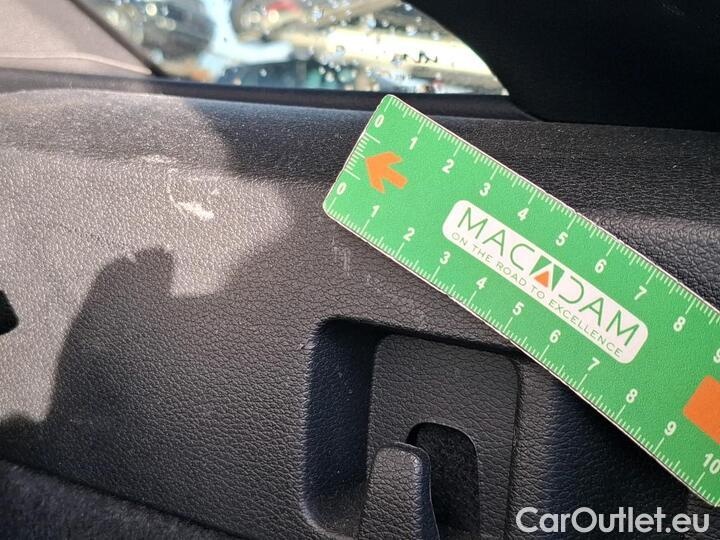 0 1 2 3 4 5 6 7 8 9
MACADAM
ON THE ROAD TO EXCELLENCE
0 1 2 3 4 5 6 7 8 9 10
CarOutlet.eu